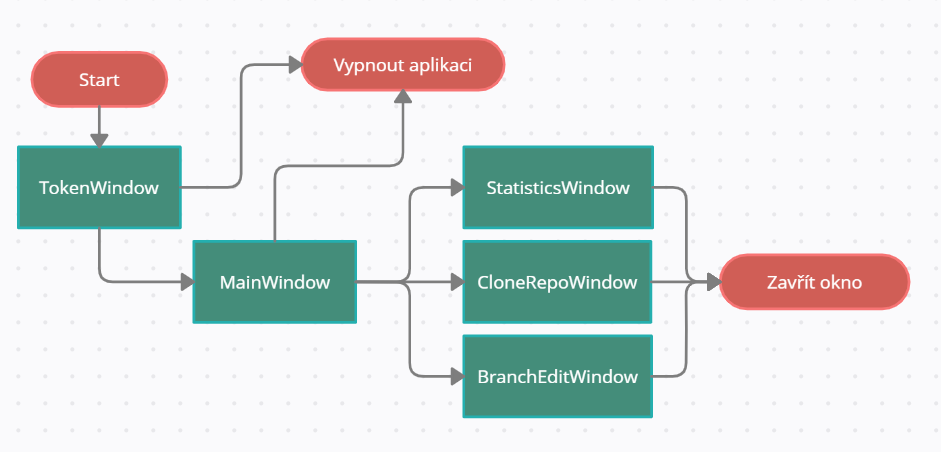 Start
Vypnout aplikaci
TokenWindow
MainWindow
StatisticsWindow
CloneRepoWindow
BranchEditWindow
Zavřít okno